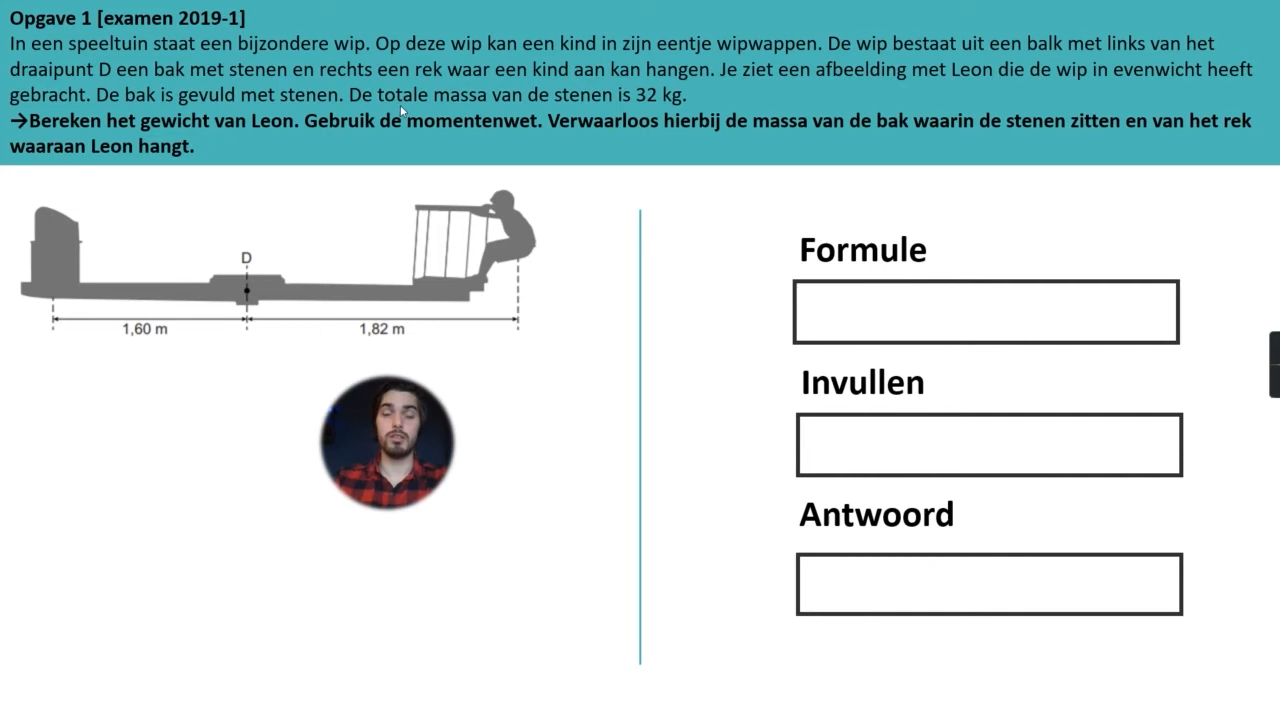 Opgave 1 [examen 2019-1]
In een speeltuin staat een bijzondere wip. Op deze wip kan een kind in zijn eentje wipwappen. De wip bestaat uit een balk met links van het
draaipunt D een bak met stenen en rechts een rek waar een kind aan kan hangen. Je ziet een afbeelding met Leon die de wip in evenwicht heeft
gebracht. De bak is gevuld met stenen. De totale massa van de stenen is 32 kg.
→Bereken het gewicht van Leon. Gebruik de momentenwet. Verwaarloos hierbij de massa van de bak waarin de stenen zitten en van het rek
waaraan Leon hangt.
D
1,60 m
1,82 m
Formule
Invullen
Antwoord